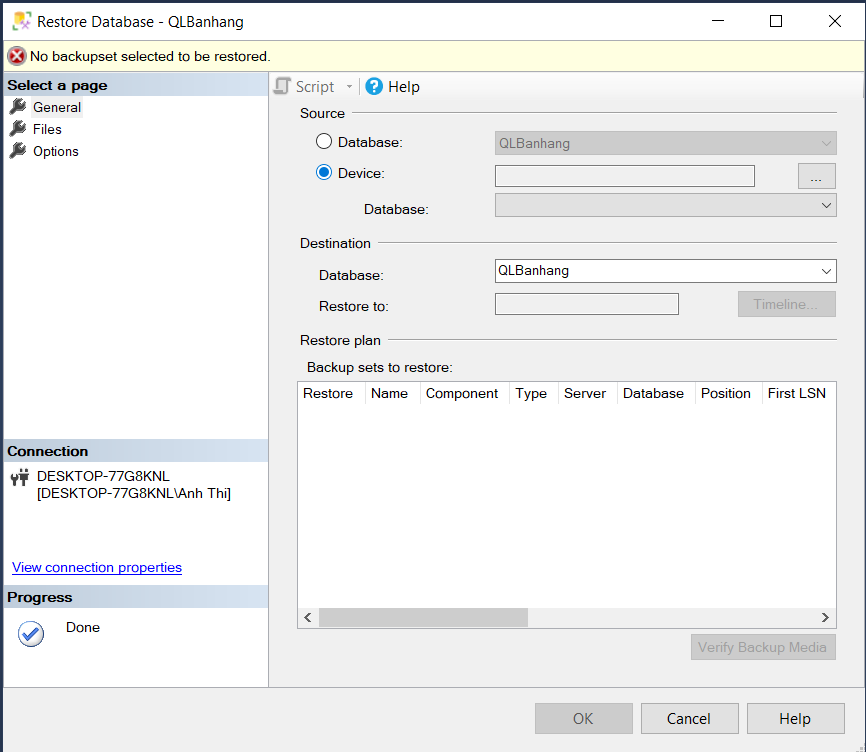 Restore Database - QLBanhang
No backupset selected to be restored.
Select a page
General
Files
Options
Connection
DESKTOP-77G8KNL
[DESKTOP-77G8KNL\Anh Thi]
View connection properties
Progress
Done
Script
Help
Source
Database: QLBanhang
Device: ...
Database:
Destination
Database: QLBanhang
Restore to: Timeline...
Restore plan
Backup sets to restore:
Restore Name Component Type Server Database Position First LSN
Verify Backup Media
OK Cancel Help